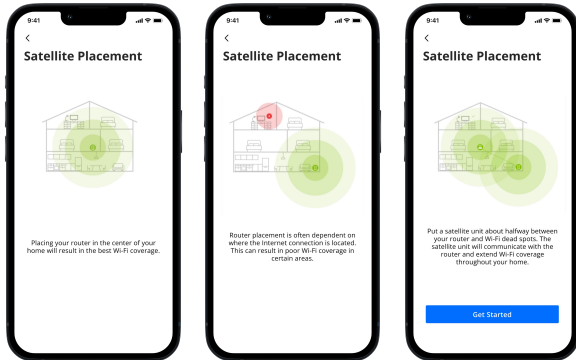 9:41
Satellite Placement
Placing your router in the center of your
home will result in the best Wi-Fi coverage.
9:41
Satellite Placement
Router placement is often dependent on
where the Internet connection is located.
This can result in poor Wi-Fi coverage in
certain areas.
9:41
Satellite Placement
Put a satellite unit about halfway between
your router and Wi-Fi dead spots. The
satellite unit will communicate with the
router and extend Wi-Fi coverage
throughout your home.
Get Started